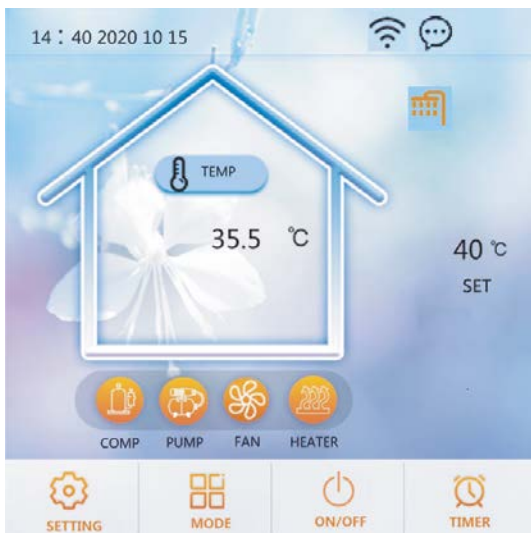 14：40 2020 10 15
TEMP
35.5 ℃
40 ℃
SET
COMP PUMP FAN HEATER
SETTING MODE ON/OFF TIMER